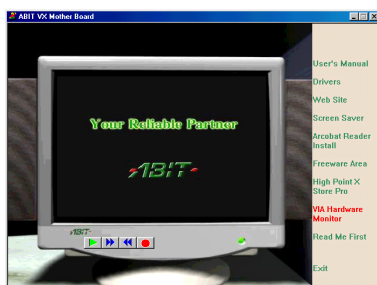 ABIT VX Mother Board
User's Manual
Drivers
Web Site
Screen Saver
Arcobat Reader
Install
Freeware Area
High Point X
Store Pro
VIA Hardware
Monitor
Read Me First
Exit
Your Reliable Partner
ABIT
ABIT